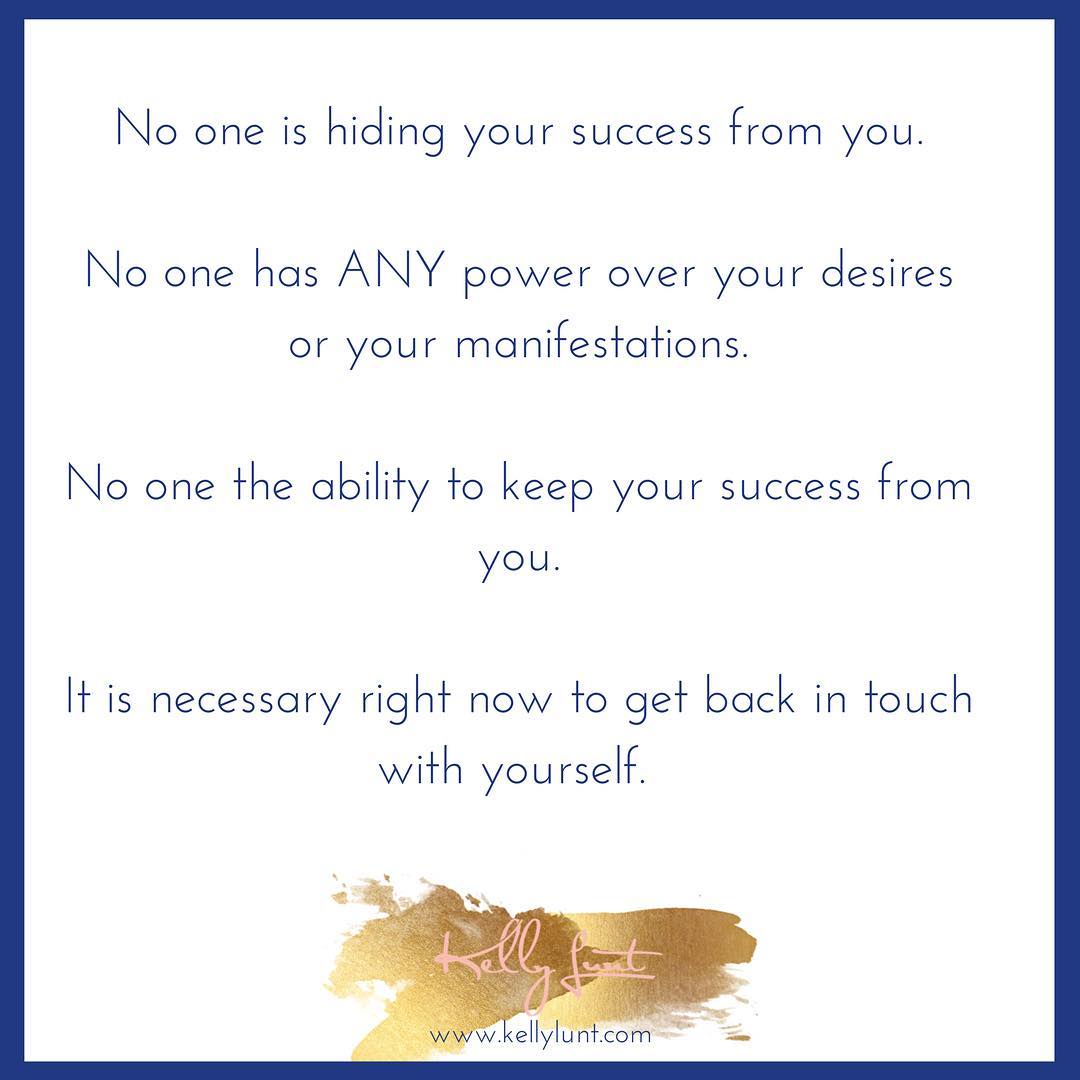 No one is hiding your success from you.
No one has ANY power over your desires
or your manifestations.
No one the ability to keep your success from
you.
It is necessary right now to get back in touch
with yourself.
Kelly Lunt
www.kellylunt.com